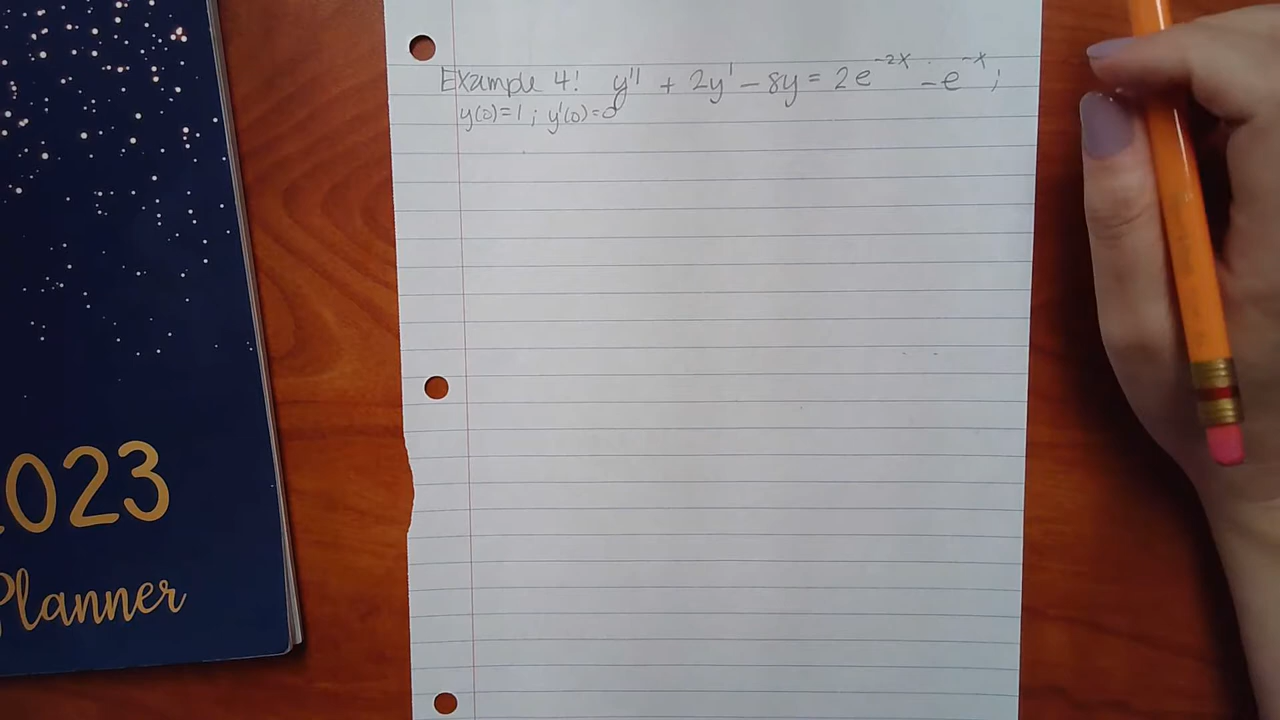 Example 4! y'' + 2y' - 8y = 2e^{-2x} - e^{-x};
y(0)=1; y'(0)=0
2023
Planner